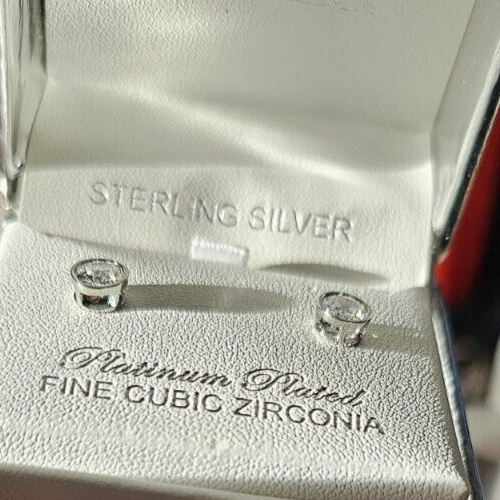 STERLING SILVER
Platinum Plated,
FINE CUBIC ZIRCONIA